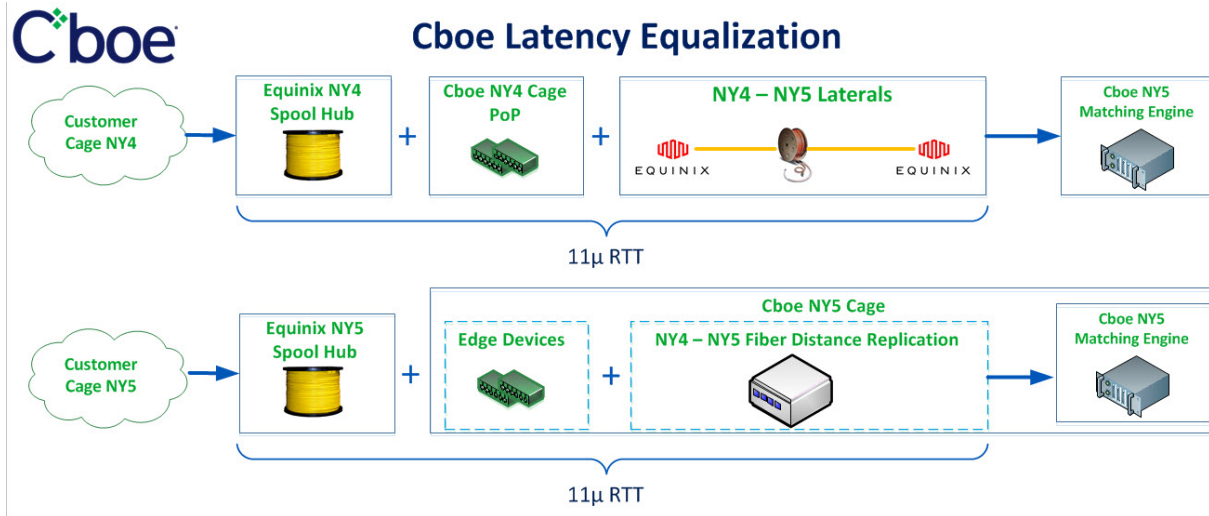 Cboe
Cboe Latency Equalization
Customer
Cage NY4
Equinix NY4
Spool Hub
+
Cboe NY4 Cage
PoP
+
NY4 – NY5 Laterals
EQUINIX
EQUINIX
Cboe NY5
Matching Engine
11µ RTT
Customer
Cage NY5
Equinix NY5
Spool Hub
+
Cboe NY5 Cage
Edge Devices
+
NY4 – NY5 Fiber Distance Replication
Cboe NY5
Matching Engine
11µ RTT